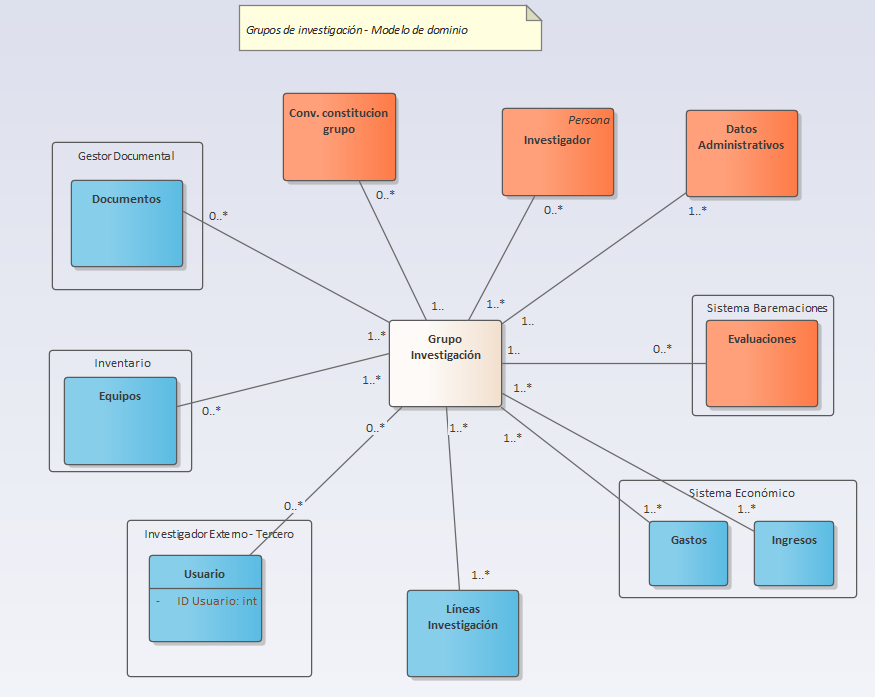 Grupos de investigación - Modelo de dominio
Conv. constitucion
grupo
Persona
Investigador
Datos
Administrativos
Gestor Documental
Documentos
0..*
0..*
0..*
1..*
1..
1..*
1..
1..*
Grupo
Investigación
1..
Sistema Baremaciones
Evaluaciones
0..*
Inventario
Equipos
1..*
0..*
1..*
0..*
1..*
1..*
Sistema Económico
1..*
1..*
Gastos
Ingresos
0..*
Investigador Externo - Tercero
Usuario
- ID Usuario: int
1..*
Líneas
Investigación